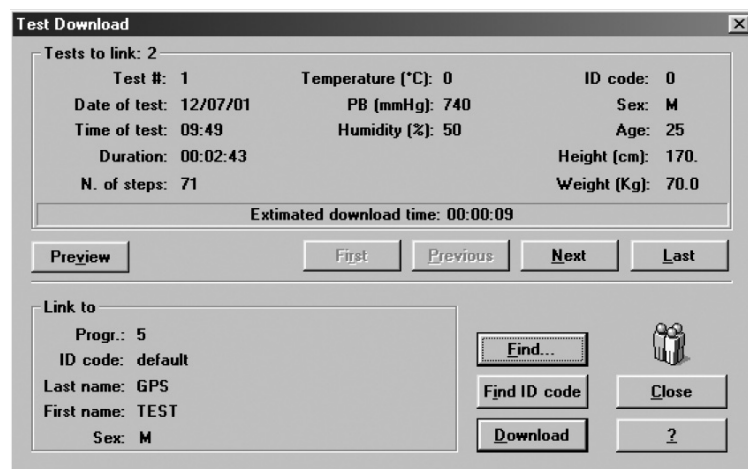 Test Download
Tests to link: 2
Test #: 1 Temperature (°C): 0 ID code: 0
Date of test: 12/07/01 PB (mmHg): 740 Sex: M
Time of test: 09:49 Humidity (%): 50 Age: 25
Duration: 00:02:43 Height (cm): 170.
N. of steps: 71 Weight (Kg): 70.0
Extimated download time: 00:00:09
Preview First Previous Next Last
Link to
Progr.: 5
ID code: default
Last name: GPS
First name: TEST
Sex: M
Find...
Find ID code Close
Download ?